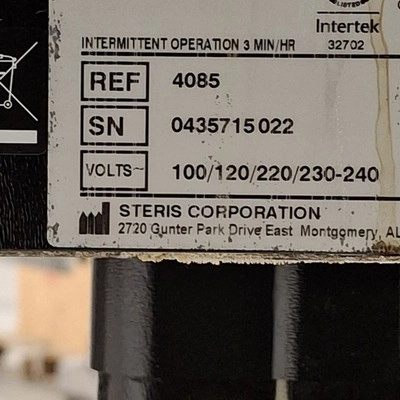 LISTED
Intertek
32702
INTERMITTENT OPERATION 3 MIN/HR
REF 4085
SN 0435715022
VOLTS~ 100/120/220/230-240
STERIS CORPORATION
2720 Gunter Park Drive East Montgomery, AL